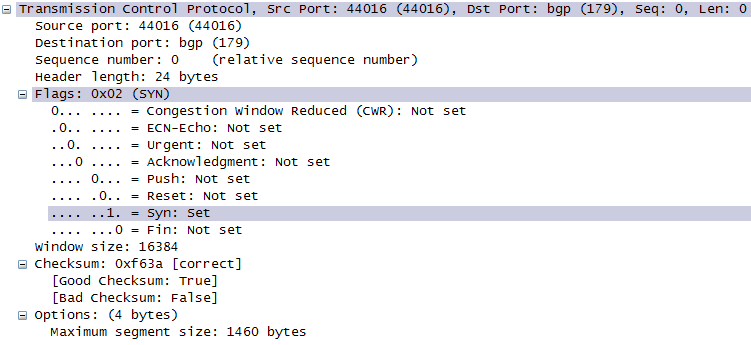 Transmission Control Protocol, Src Port: 44016 (44016), Dst Port: bgp (179), Seq: 0, Len: 0
Source port: 44016 (44016)
Destination port: bgp (179)
Sequence number: 0    (relative sequence number)
Header length: 24 bytes
Flags: 0x02 (SYN)
0... .... = Congestion Window Reduced (CWR): Not set
.0.. .... = ECN-Echo: Not set
..0. .... = Urgent: Not set
...0 .... = Acknowledgment: Not set
.... 0... = Push: Not set
.... .0.. = Reset: Not set
.... ..1. = Syn: Set
.... ...0 = Fin: Not set
Window size: 16384
Checksum: 0xf63a [correct]
[Good Checksum: True]
[Bad Checksum: False]
Options: (4 bytes)
Maximum segment size: 1460 bytes